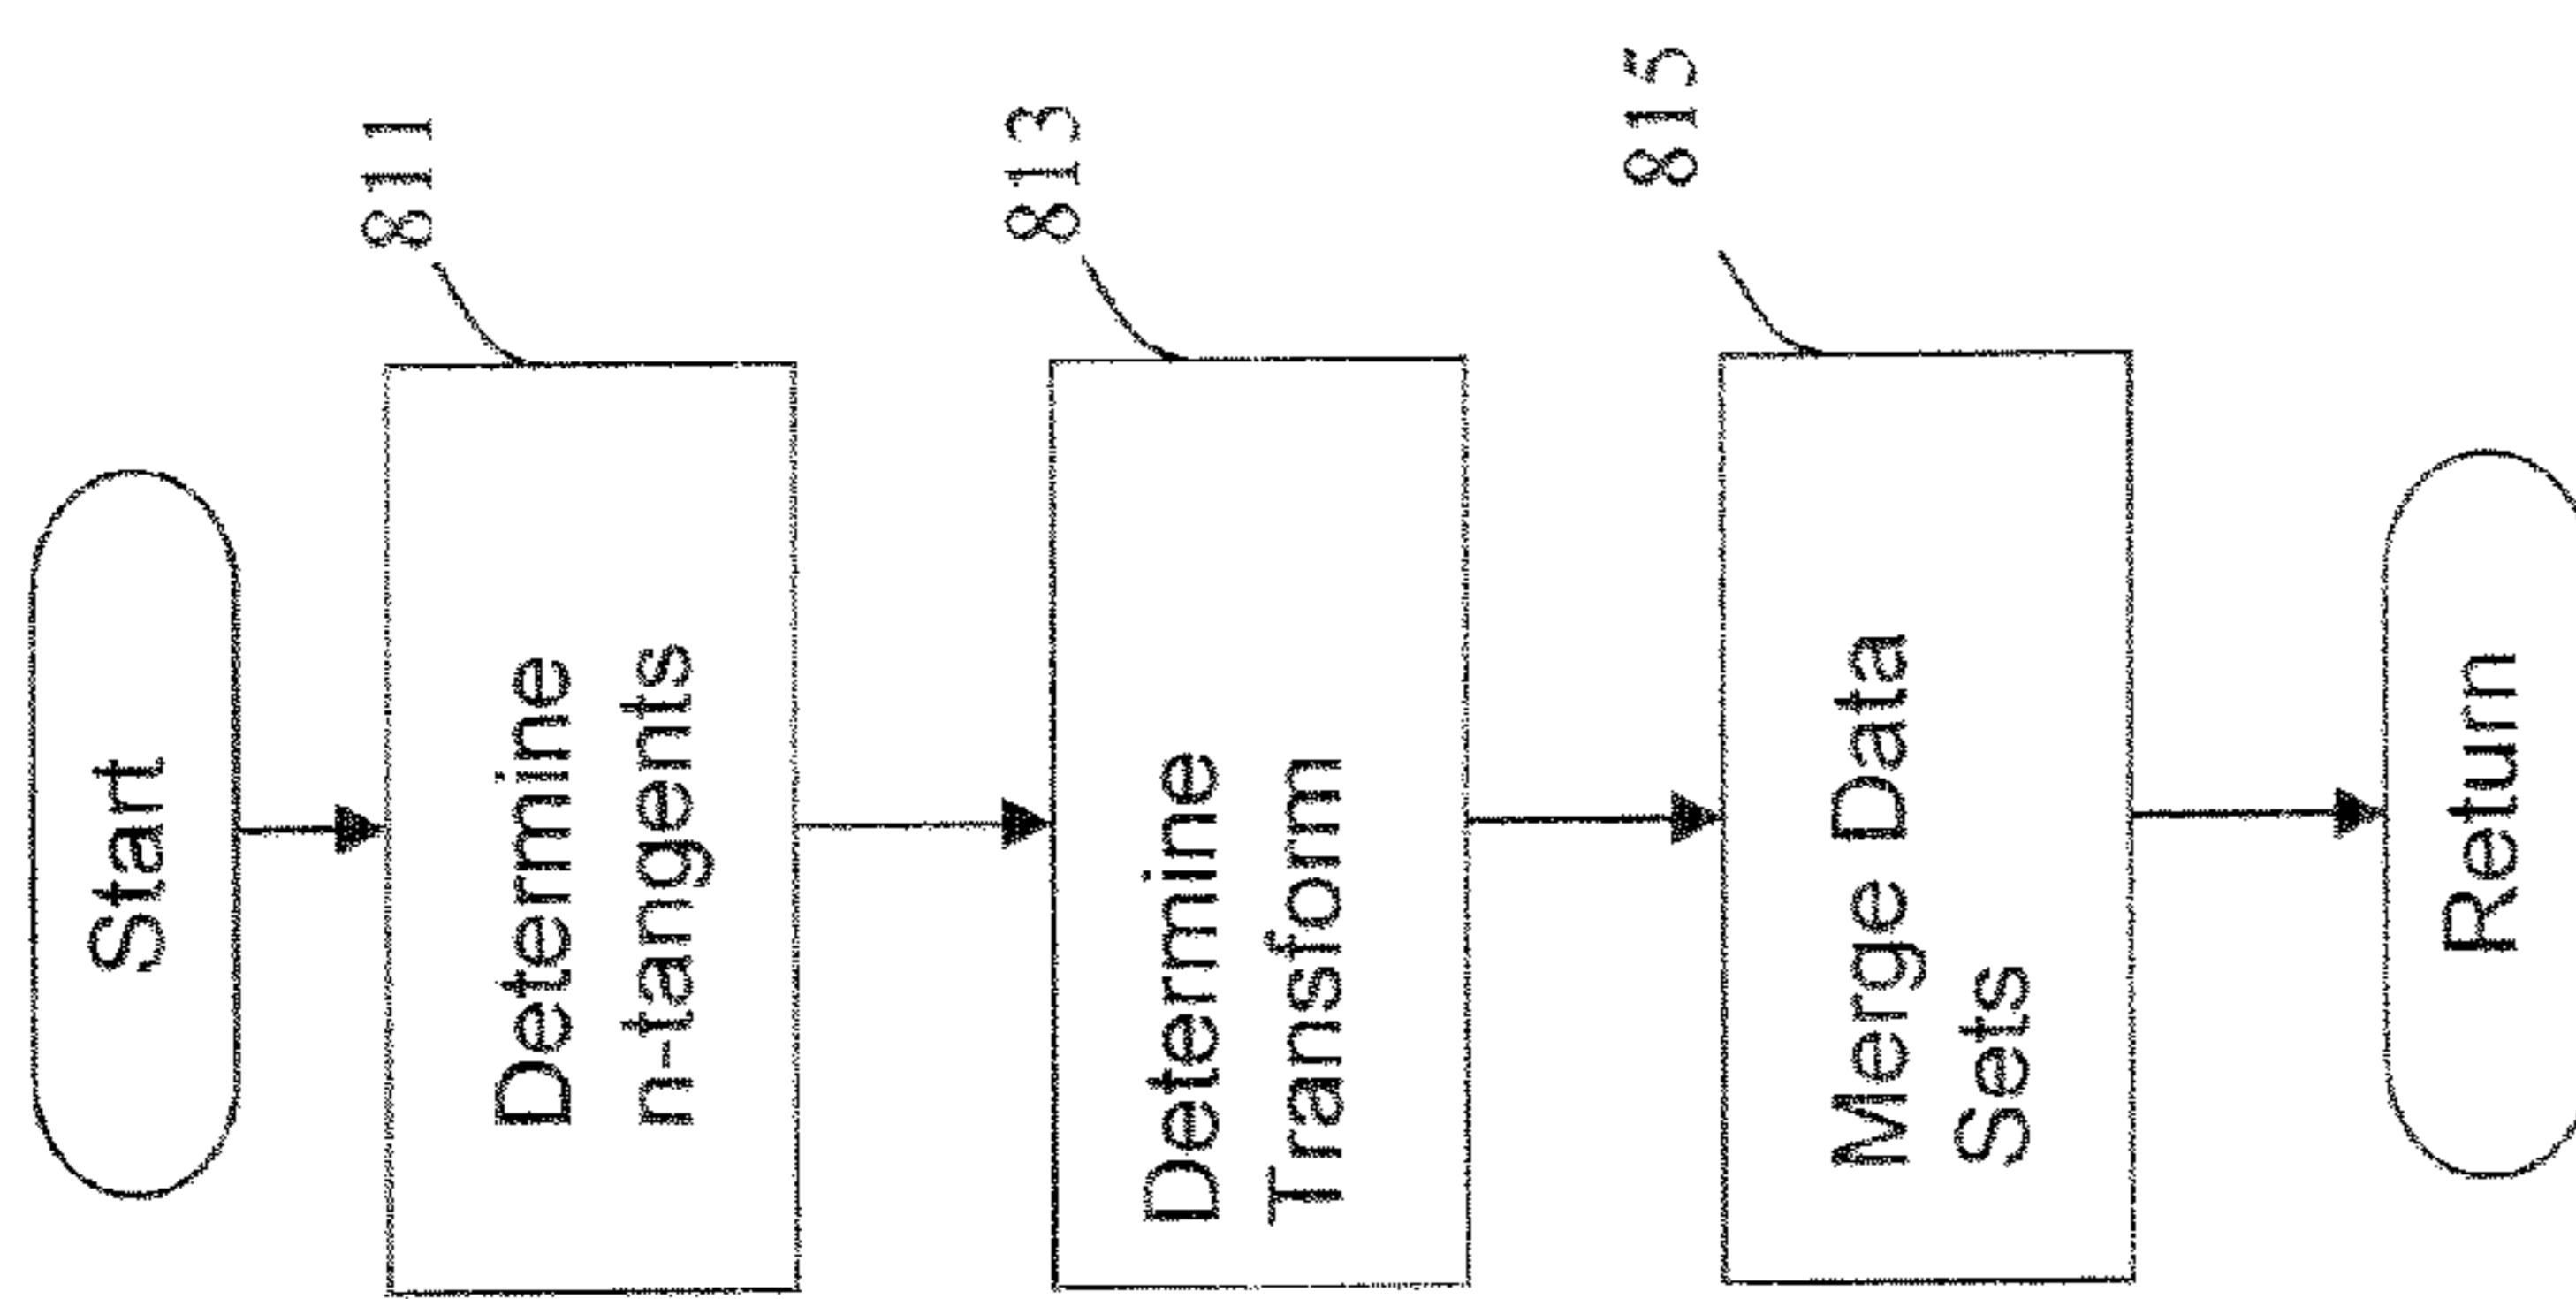 Start
811
Determine
n-tangents
813
Determine
Transform
815
Merge Data
Sets
Return